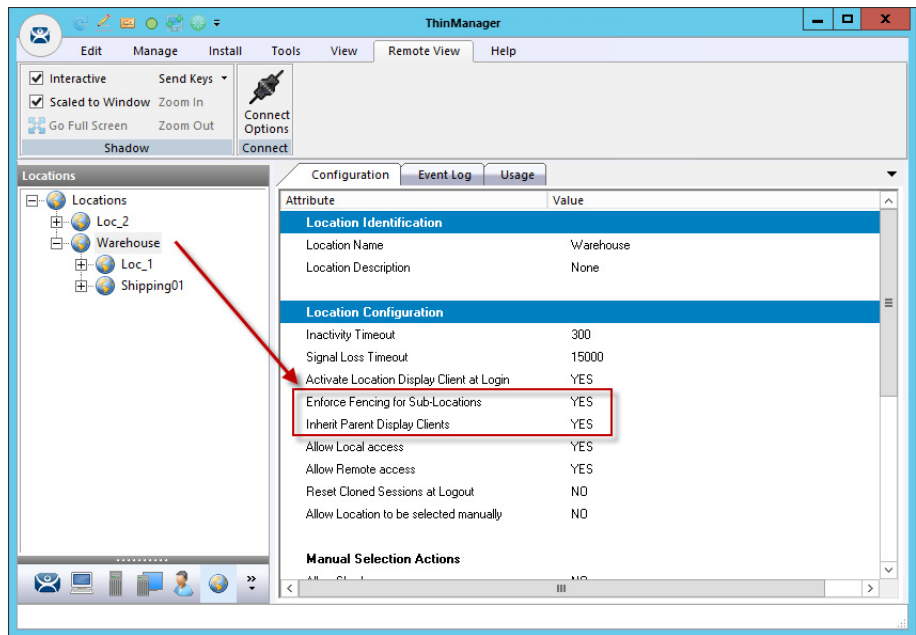 ThinManager
Edit Manage Install Tools View Remote View Help
Interactive Send Keys
Scaled to Window Zoom In
Go Full Screen Zoom Out
Connect Options
Shadow Connect
Locations
Configuration Event Log Usage
Locations
Loc_2
Warehouse
Loc_1
Shipping01
Attribute Value
Location Identification
Location Name Warehouse
Location Description None
Location Configuration
Inactivity Timeout 300
Signal Loss Timeout 15000
Activate Location Display Client at Login YES
Enforce Fencing for Sub-Locations YES
Inherit Parent Display Clients YES
Allow Local access YES
Allow Remote access YES
Reset Cloned Sessions at Logout NO
Allow Location to be selected manually NO
Manual Selection Actions